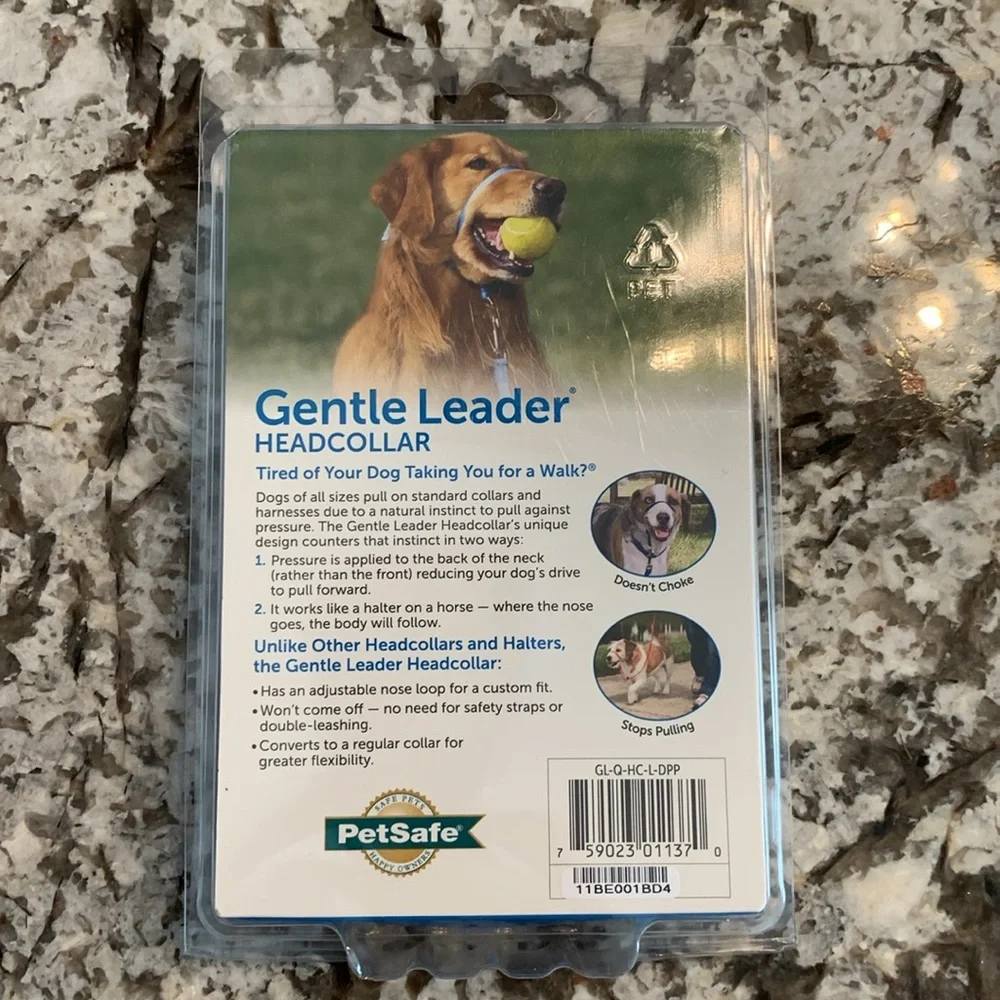 PET
Gentle Leader®
HEADCOLLAR
Tired of Your Dog Taking You for a Walk?®
Dogs of all sizes pull on standard collars and
harnesses due to a natural instinct to pull against
pressure. The Gentle Leader Headcollar's unique
design counters that instinct in two ways:
1. Pressure is applied to the back of the neck
(rather than the front) reducing your dog's drive
to pull forward.
2. It works like a halter on a horse — where the nose
goes, the body will follow.
Doesn't Choke
Unlike Other Headcollars and Halters,
the Gentle Leader Headcollar:
• Has an adjustable nose loop for a custom fit.
• Won't come off — no need for safety straps or
double-leashing.
• Converts to a regular collar for
greater flexibility.
Stops Pulling
SAFE PETS
PetSafe®
HAPPY OWNERS
GL-Q-HC-L-DPP
7 59023 01137 0
11BE001BD4